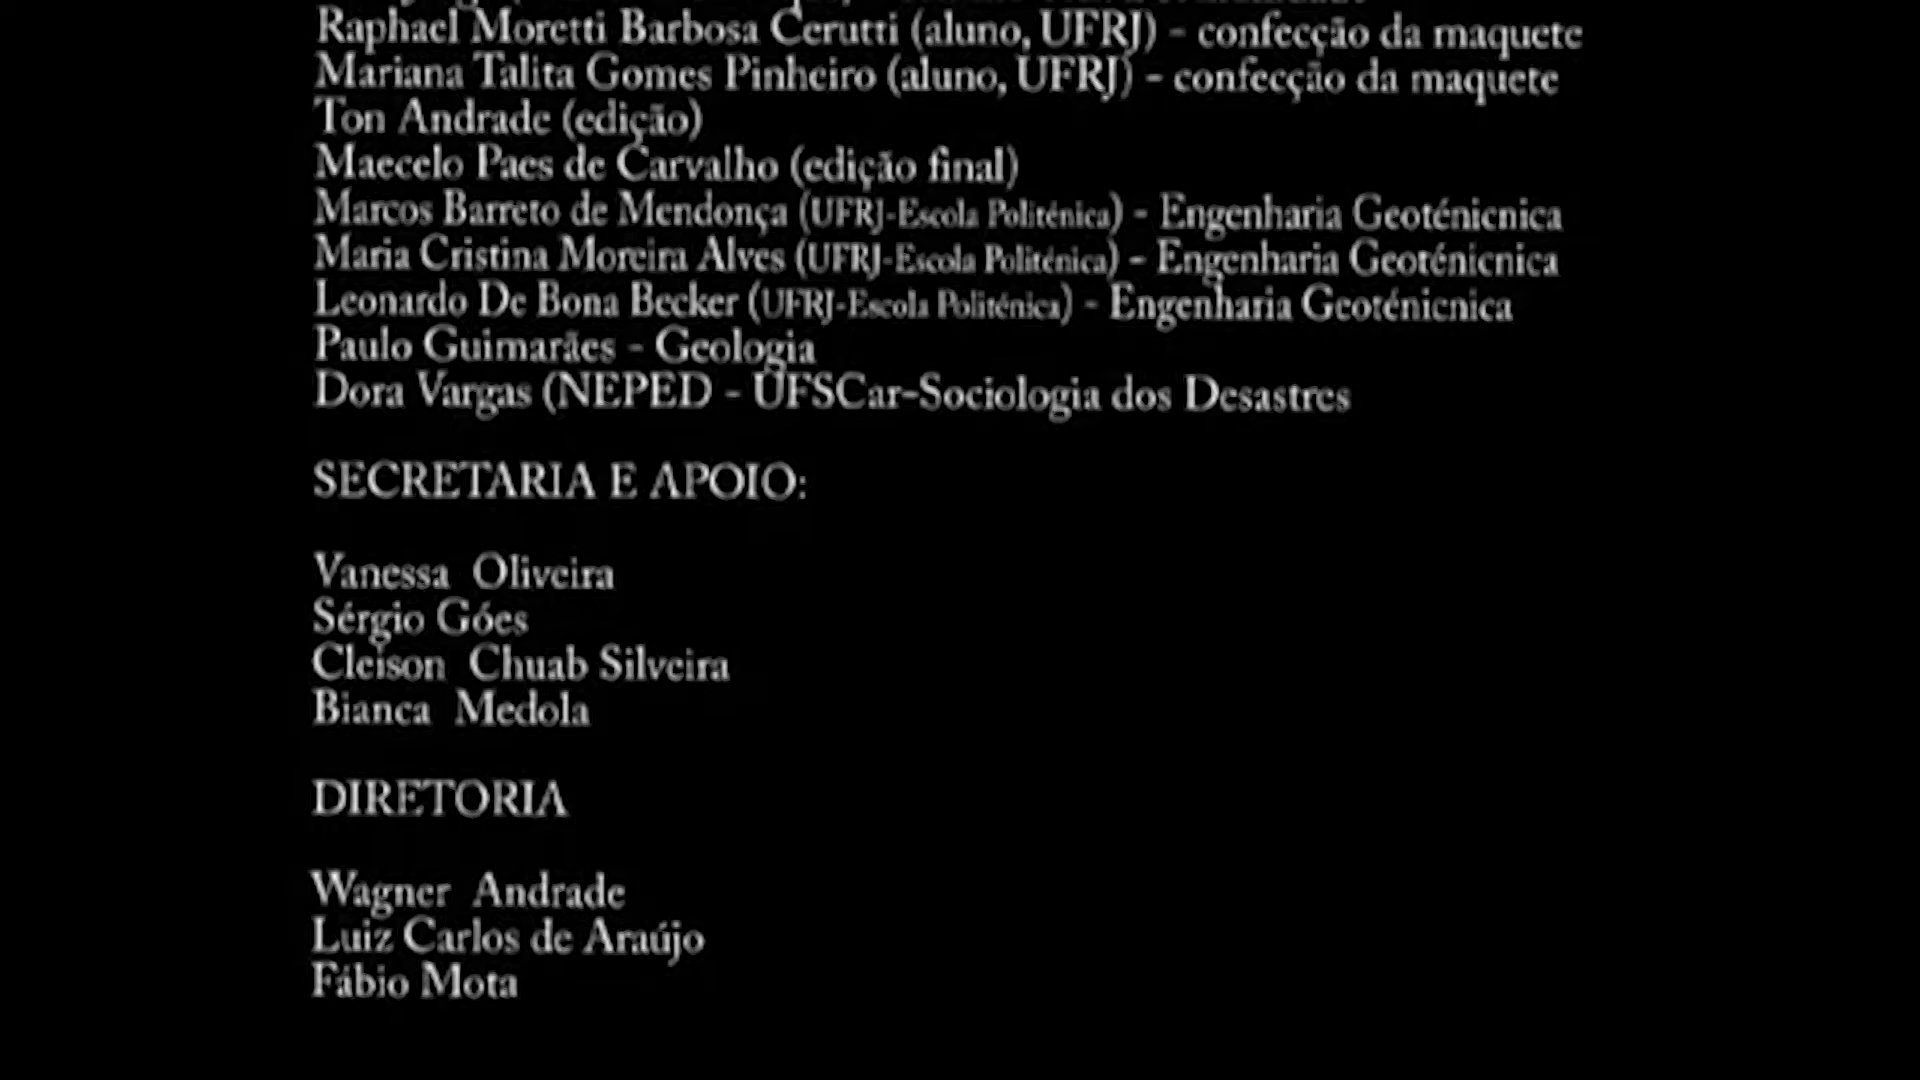 Raphael Moretti Barbosa Cerutti (aluno, UFRJ) - confecção da maquete
Mariana Talita Gomes Pinheiro (aluno, UFRJ) - confecção da maquete
Ton Andrade (edição)
Maecelo Paes de Carvalho (edição final)
Marcos Barreto de Mendonça (UFRJ-Escola Politénica) - Engenharia Geoténicnica
Maria Cristina Moreira Alves (UFRJ-Escola Politénica) - Engenharia Geoténicnica
Leonardo De Bona Becker (UFRJ-Escola Politénica) - Engenharia Geoténicnica
Paulo Guimarães - Geologia
Dora Vargas (NEPED - UFSCar-Sociologia dos Desastres
SECRETARIA E APOIO:
Vanessa Oliveira
Sérgio Góes
Cleison Chuab Silveira
Bianca Medola
DIRETORIA
Wagner Andrade
Luiz Carlos de Araújo
Fábio Mota